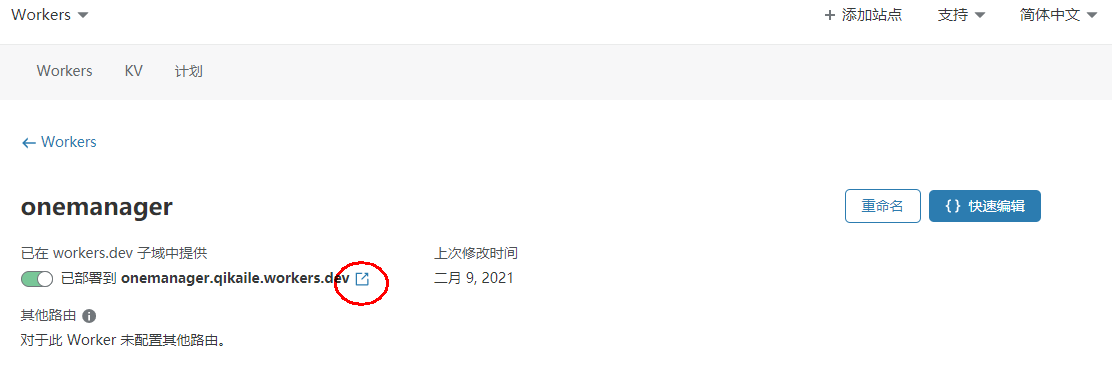 Workers
+ 添加站点 支持 简体中文
Workers KV 计划
← Workers
onemanager
重命名 {} 快速编辑
已在 workers.dev 子域中提供 上次修改时间
已部署到 onemanager.qikaile.workers.dev 二月 9, 2021
其他路由
对于此 Worker 未配置其他路由。